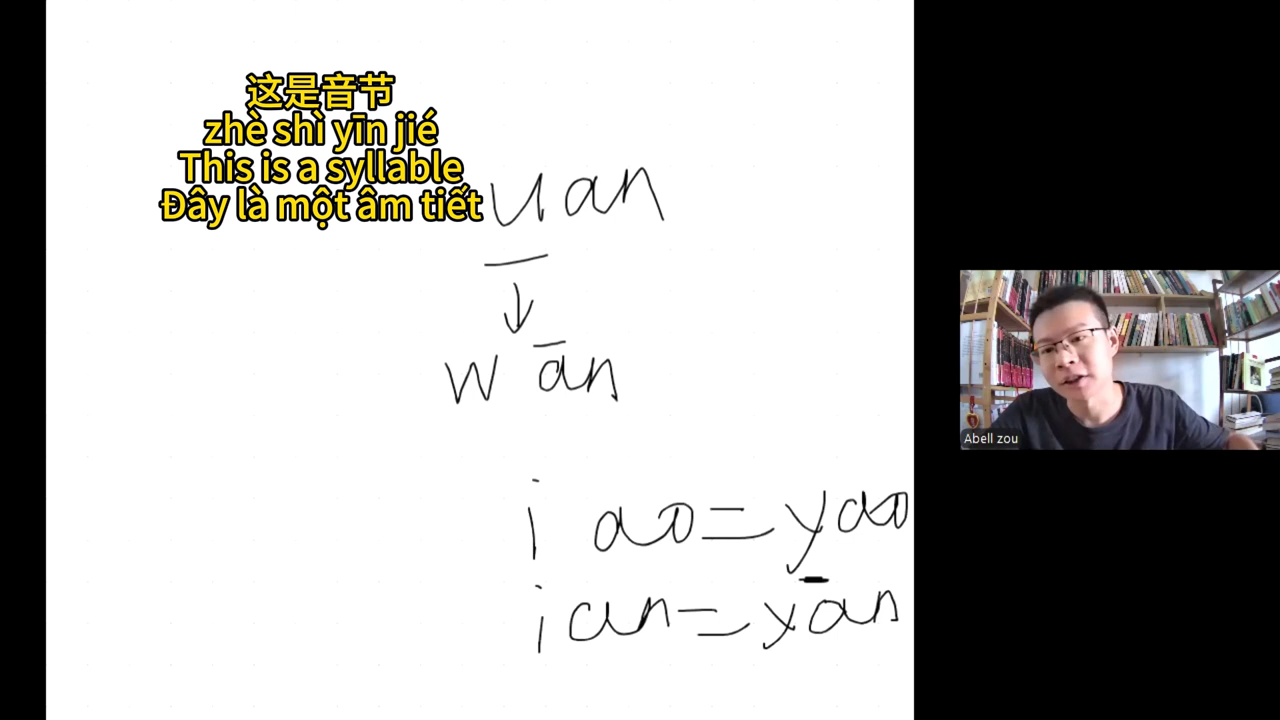 这是音节
zhè shì yīn jié
This is a syllable
Đây là một âm tiết
uan
wān
iao=yao
ian=yān
Abell zou